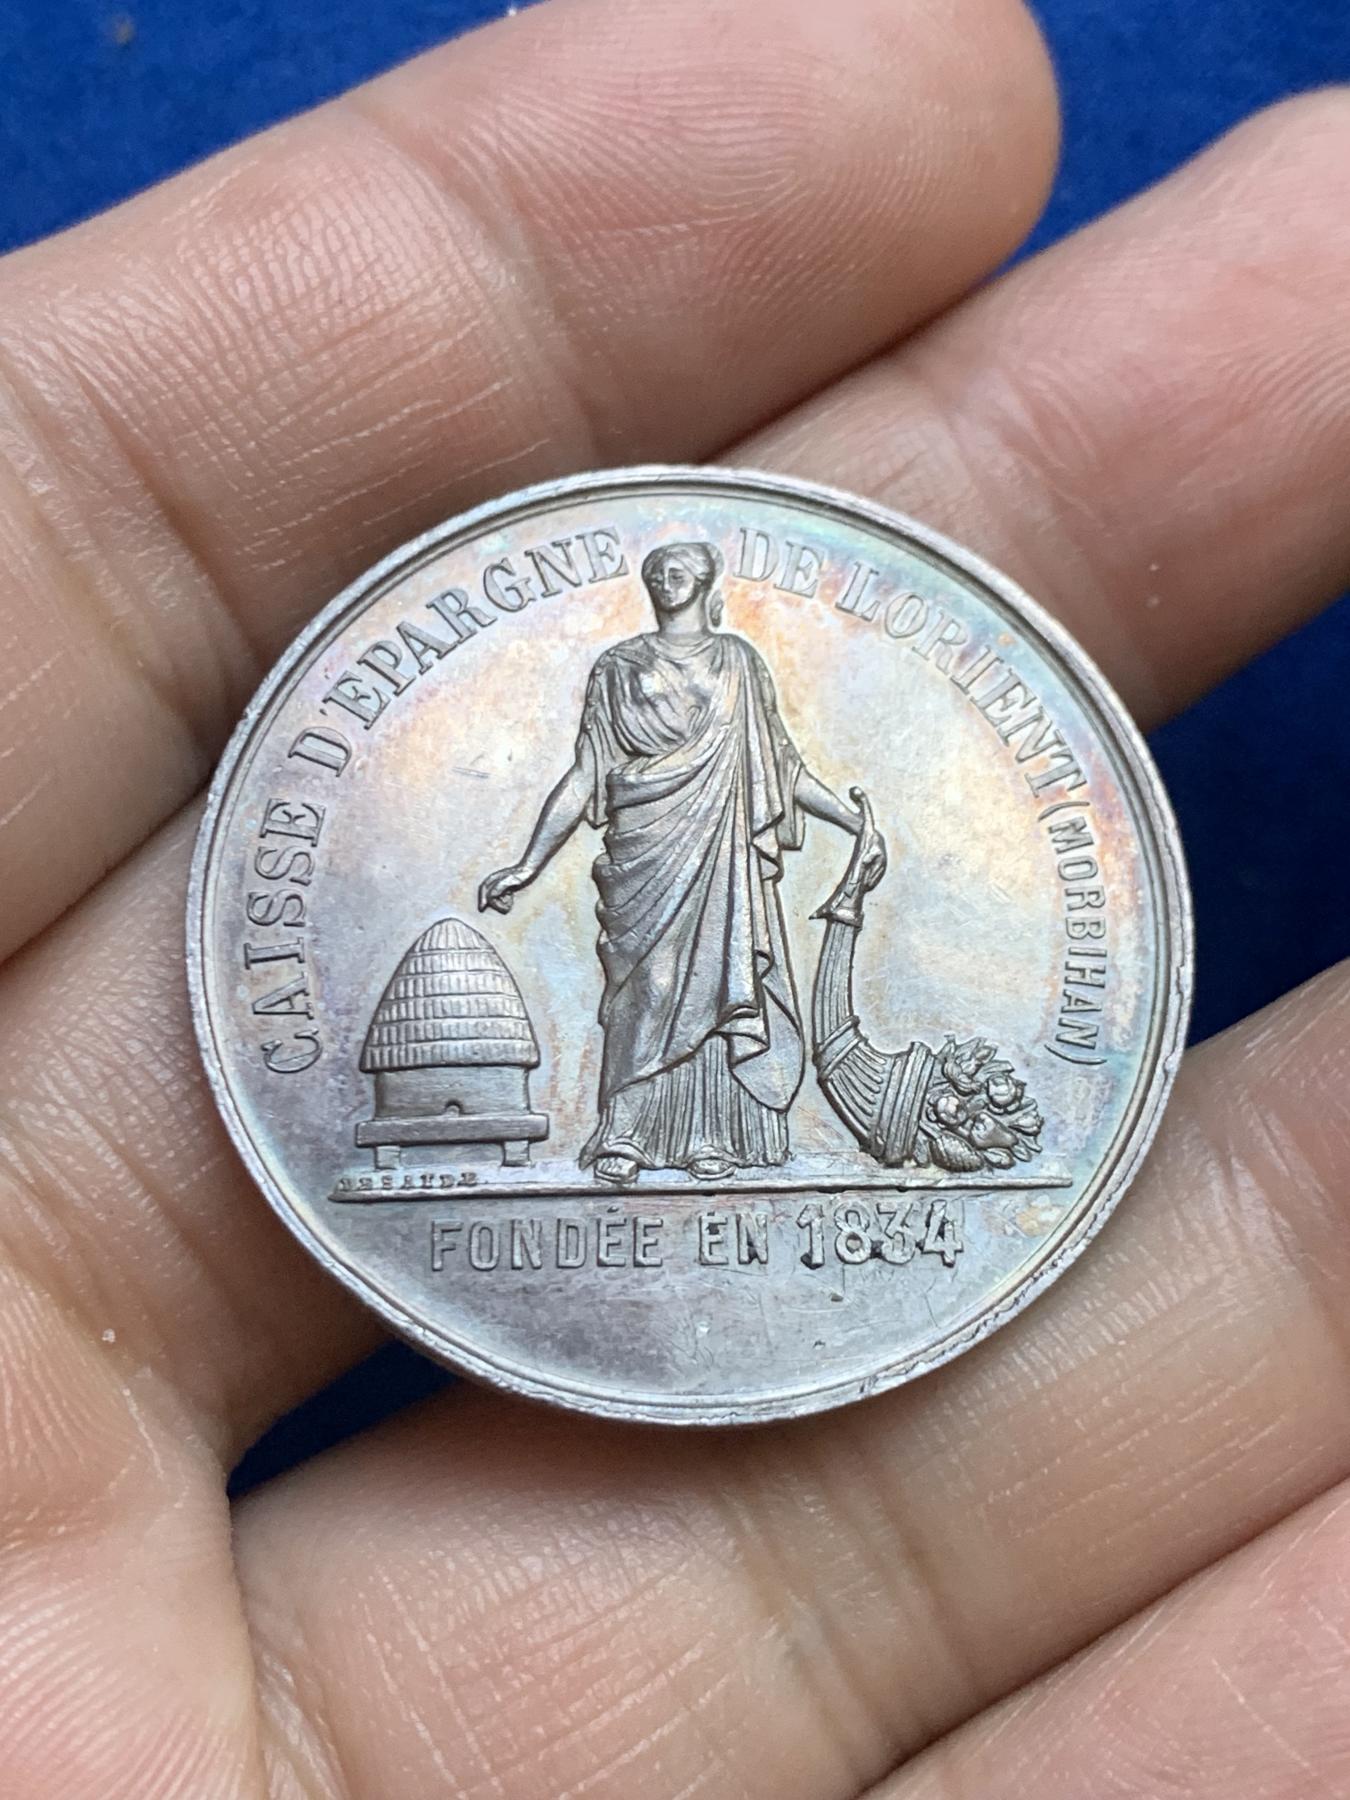 CAISSE D'EPARGNE DE LORIENT (MORBIHAN)
FONDÉE EN 1834